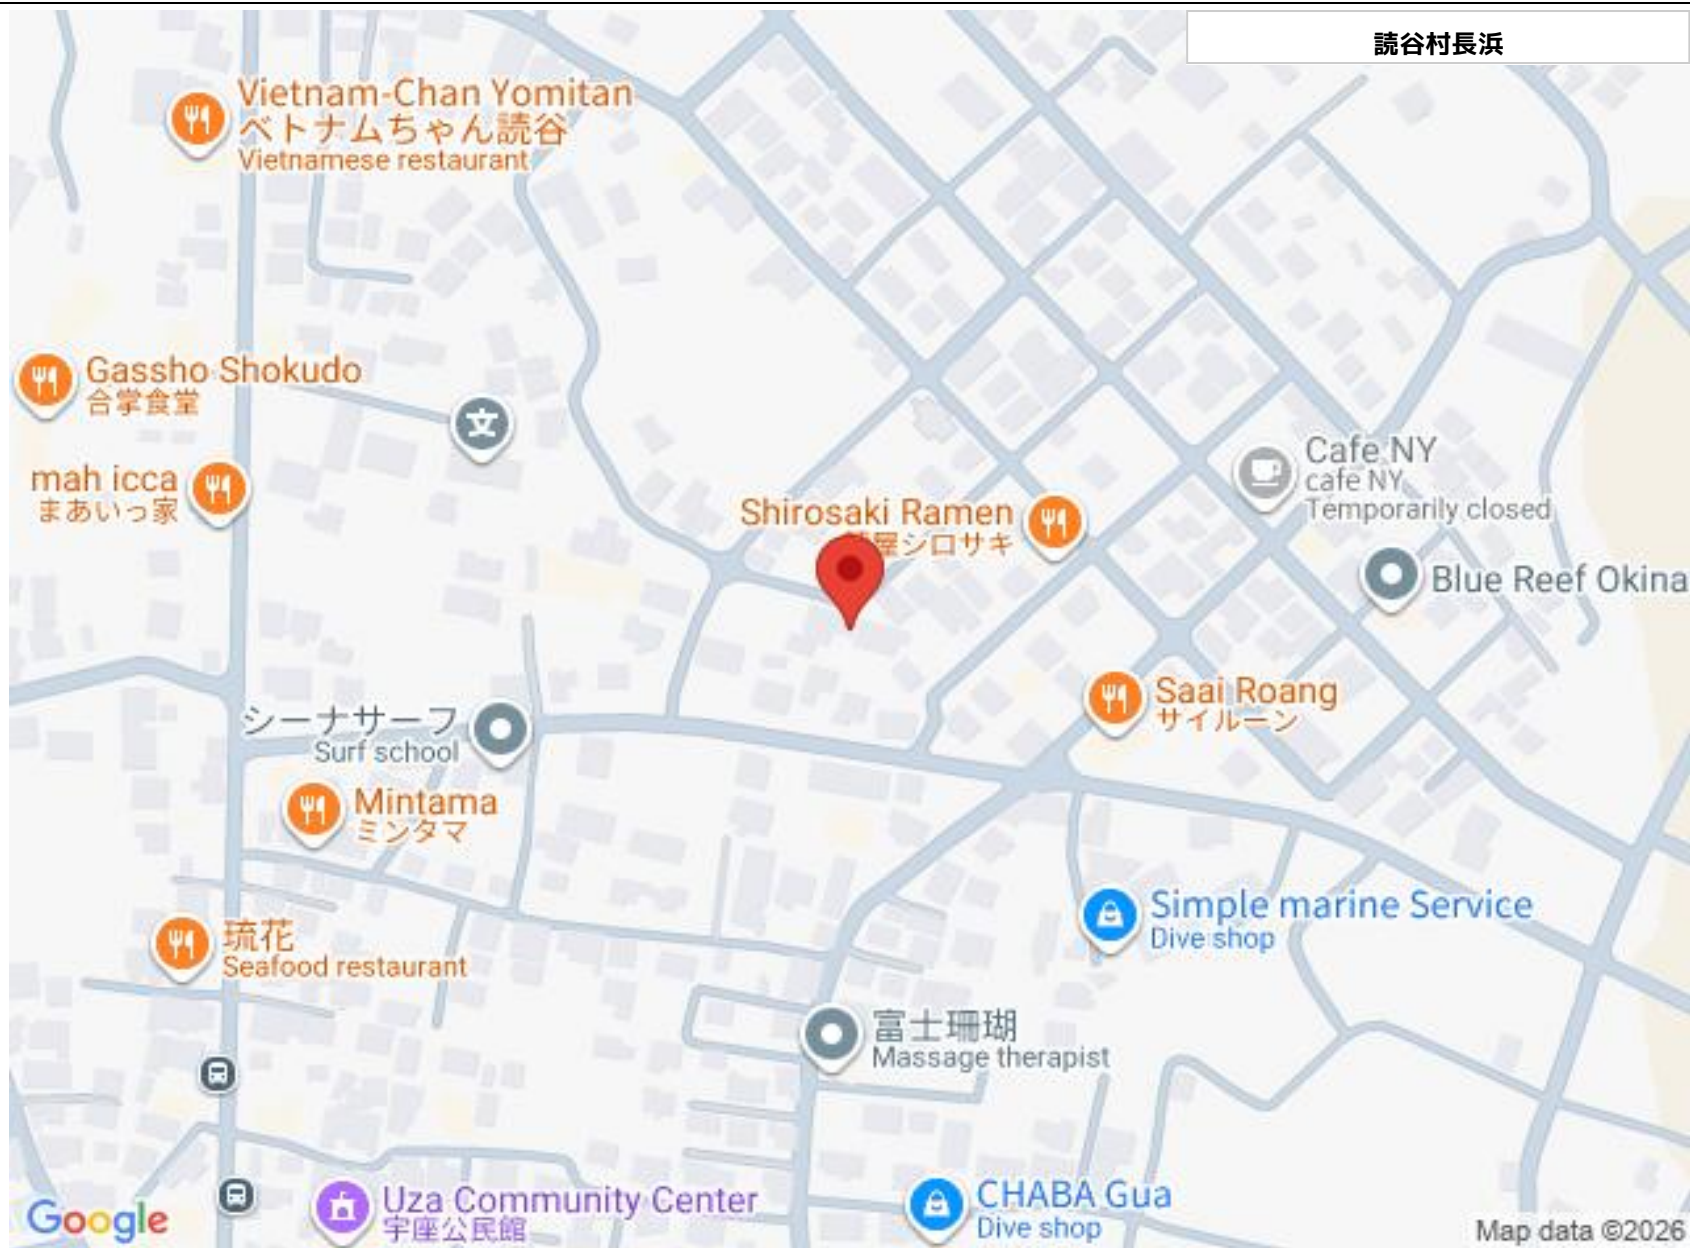 読谷村長浜
Vietnam-Chan Yomitan
ベトナムちゃん読谷
Vietnamese restaurant
Gassho Shokudo
合掌食堂
文
mah icca
まあいっ家
Cafe NY
cafe NY
Temporarily closed
Shirosaki Ramen
屋シロサキ
Blue Reef Okina
Saai Roang
サイルーン
シーナサーフ
Surf school
Mintama
ミンタマ
Simple marine Service
Dive shop
琉花
Seafood restaurant
富士珊瑚
Massage therapist
Uza Community Center
宇座公民館
CHABA Gua
Dive shop
Google
Map data ©2026